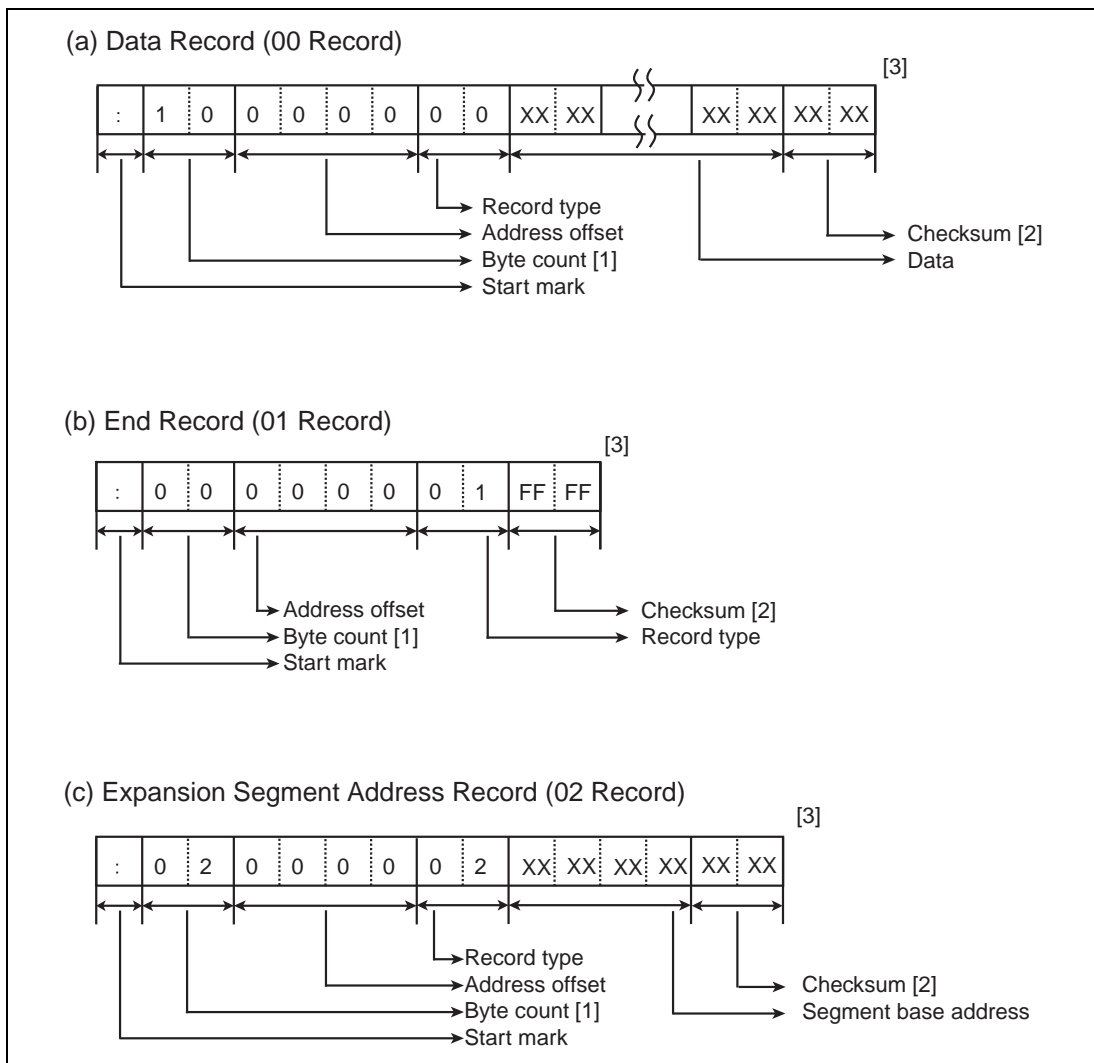 (a) Data Record (00 Record)
[3]
: 1 0 0 0 0 0 0 0 XX XX XX XX XX XX
Record type
Address offset
Byte count [1]
Start mark
Checksum [2]
Data
(b) End Record (01 Record)
[3]
: 0 0 0 0 0 0 0 1 FF FF
Address offset
Byte count [1]
Start mark
Checksum [2]
Record type
(c) Expansion Segment Address Record (02 Record)
[3]
: 0 2 0 0 0 0 0 2 XX XX XX XX XX XX
Record type
Address offset
Byte count [1]
Start mark
Checksum [2]
Segment base address